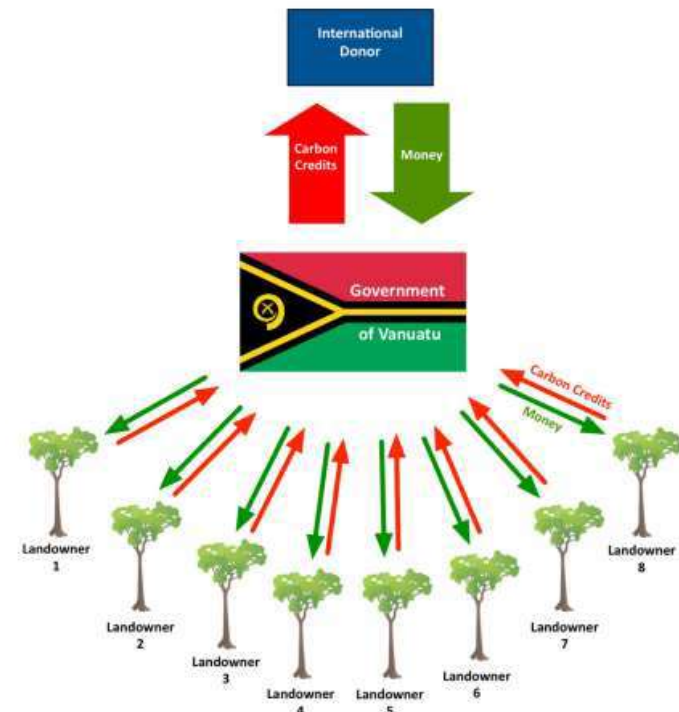 International
Donor
Carbon
Credits
Money
Government
of Vanuatu
Carbon Credits
Money
Landowner
1
Landowner
2
Landowner
3
Landowner
4
Landowner
5
Landowner
6
Landowner
7
Landowner
8